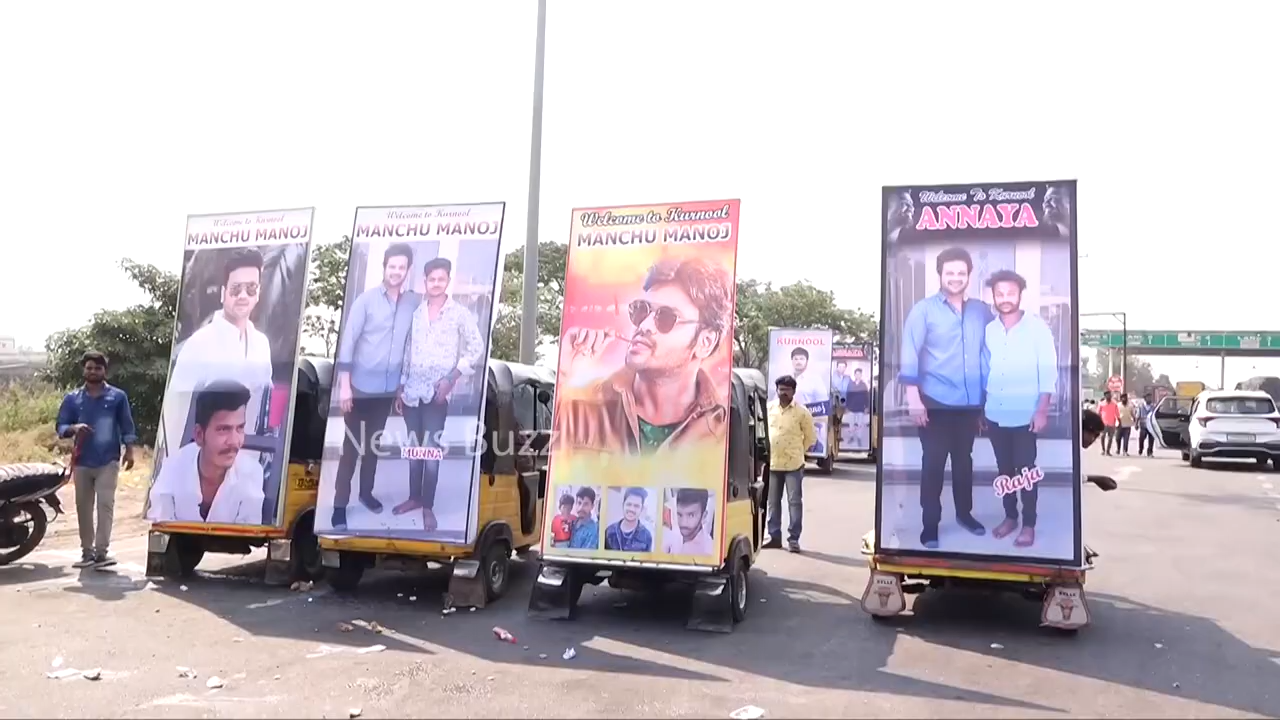 Welcome to Kurnool
MANCHU MANOJ
Welcome to Kurnool
MANCHU MANOJ
MUNNA
Welcome to Kurnool
MANCHU MANOJ
KURNOOL
ANNAYA
Welcome To Kurnool
ANNAYA
Raja
News Buzz